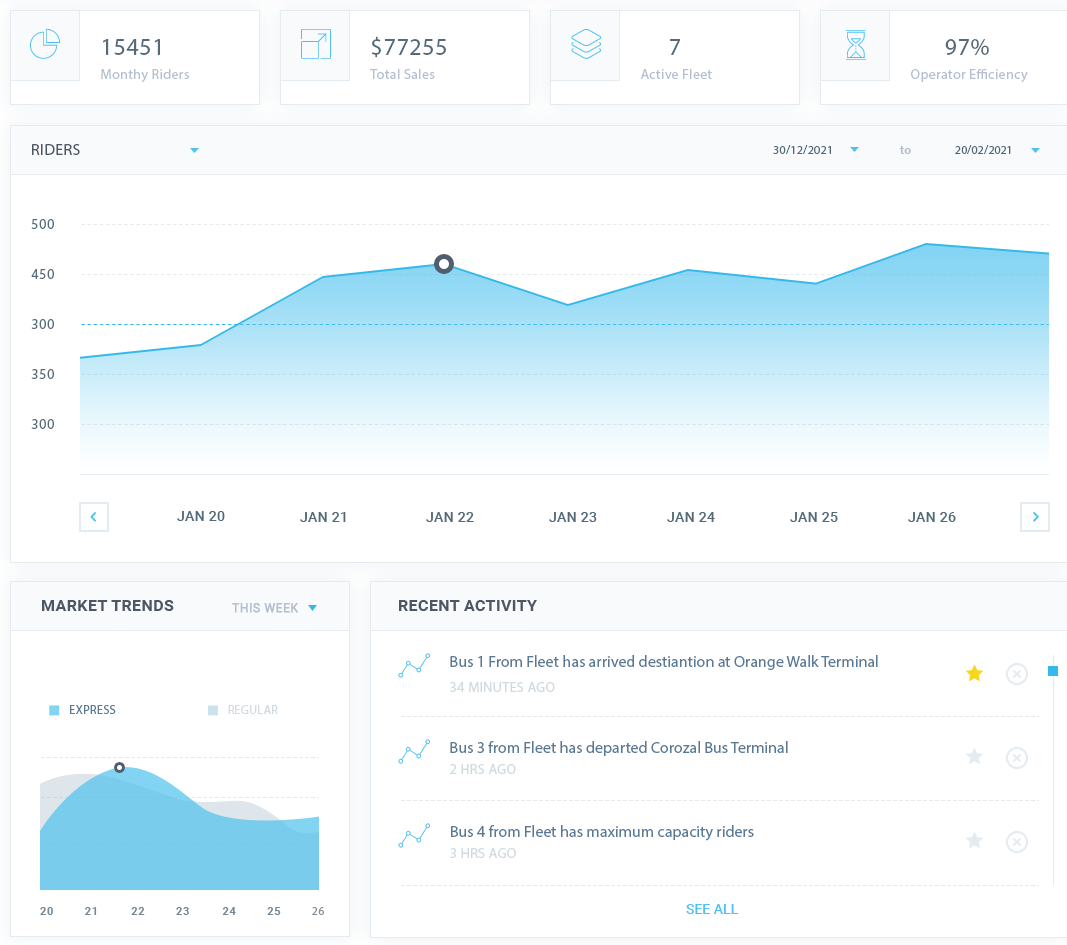 15451
Monthy Riders
$77255
Total Sales
7
Active Fleet
97%
Operator Efficiency
RIDERS
30/12/2021 to 20/02/2021
500
450
300
350
300
JAN 20 JAN 21 JAN 22 JAN 23 JAN 24 JAN 25 JAN 26
MARKET TRENDS THIS WEEK
EXPRESS REGULAR
20 21 22 23 24 25 26
RECENT ACTIVITY
Bus 1 From Fleet has arrived destiantion at Orange Walk Terminal
34 MINUTES AGO
Bus 3 from Fleet has departed Corozal Bus Terminal
2 HRS AGO
Bus 4 from Fleet has maximum capacity riders
3 HRS AGO
SEE ALL